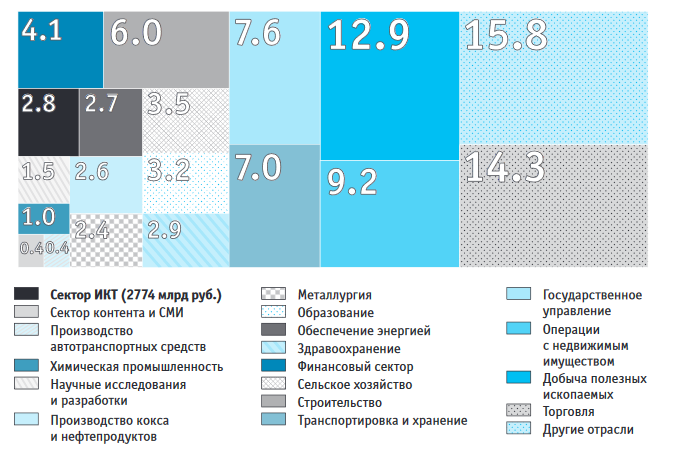 4.1
6.0
7.6
12.9
15.8
2.8
2.7
3.5
1.5
2.6
3.2
7.0
9.2
14.3
1.0
2.4
2.9
0.4
0.4
Сектор ИКТ (2774 млрд руб.)
Сектор контента и СМИ
Производство
автотранспортных средств
Химическая промышленность
Научные исследования
и разработки
Производство кокса
и нефтепродуктов
Металлургия
Образование
Обеспечение энергией
Здравоохранение
Финансовый сектор
Сельское хозяйство
Строительство
Транспортировка и хранение
Государственное
управление
Операции
с недвижимым
имуществом
Добыча полезных
ископаемых
Торговля
Другие отрасли